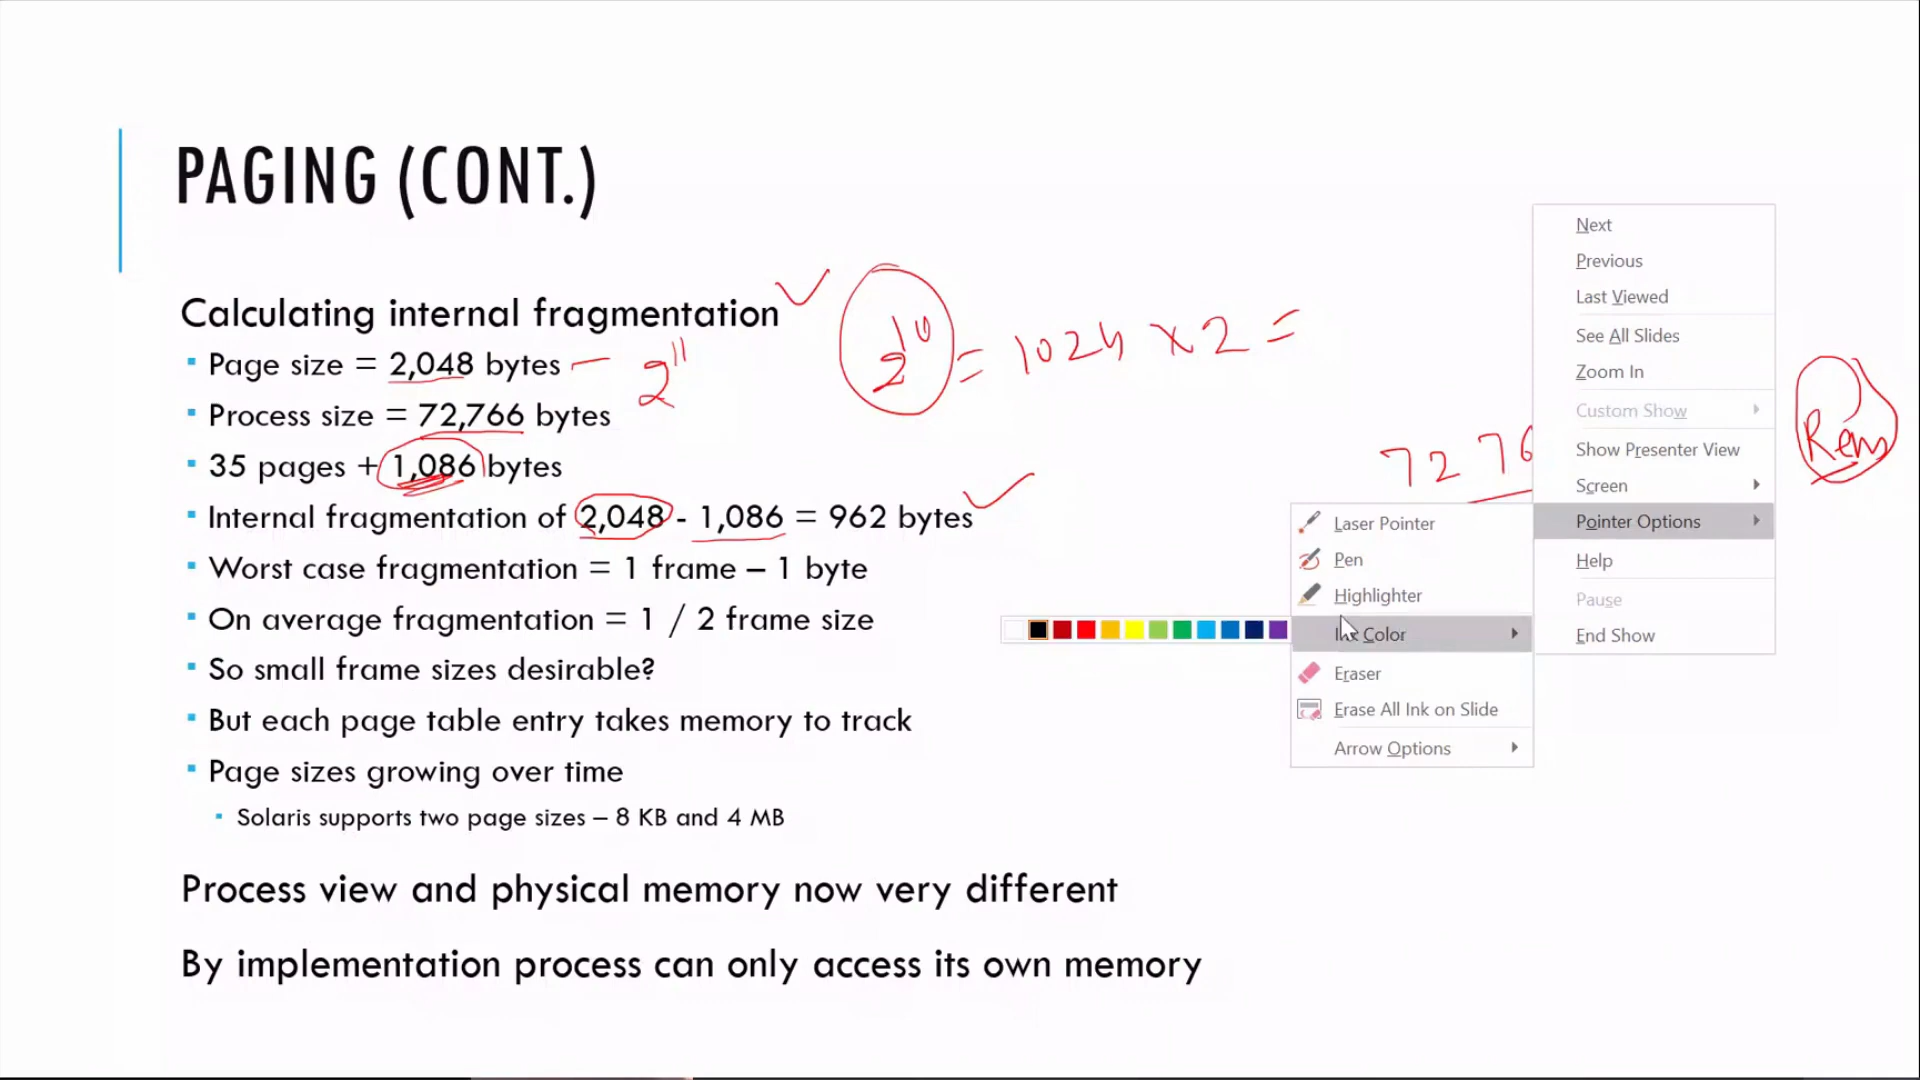 PAGING (CONT.)
Calculating internal fragmentation
▪ Page size = 2,048 bytes – 2^11
2^10 = 1024 × 2 =
▪ Process size = 72,766 bytes
▪ 35 pages + 1,086 bytes
▪ Internal fragmentation of 2,048 - 1,086 = 962 bytes
▪ Worst case fragmentation = 1 frame – 1 byte
▪ On average fragmentation = 1 / 2 frame size
▪ So small frame sizes desirable?
▪ But each page table entry takes memory to track
▪ Page sizes growing over time
▪ Solaris supports two page sizes – 8 KB and 4 MB
Process view and physical memory now very different
By implementation process can only access its own memory
7276
Rem
Next
Previous
Last Viewed
See All Slides
Zoom In
Custom Show
Show Presenter View
Screen
Pointer Options
Help
Pause
End Show
Laser Pointer
Pen
Highlighter
Ink Color
Eraser
Erase All Ink on Slide
Arrow Options